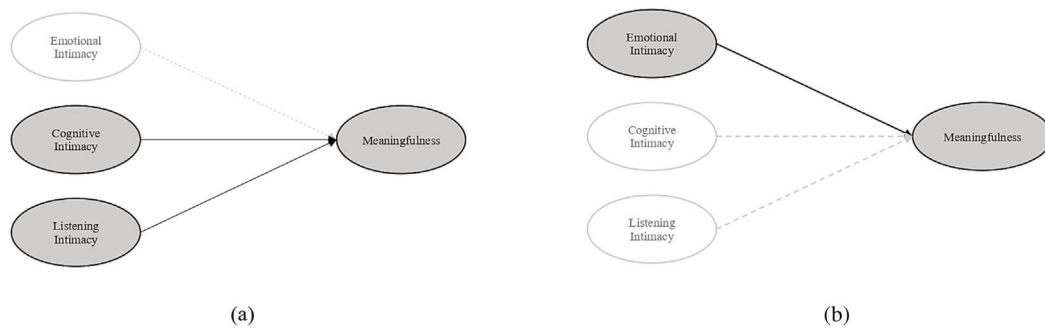 Emotional
Intimacy
Cognitive
Intimacy
Listening
Intimacy
Meaningfulness
(a)
Emotional
Intimacy
Cognitive
Intimacy
Listening
Intimacy
Meaningfulness
(b)